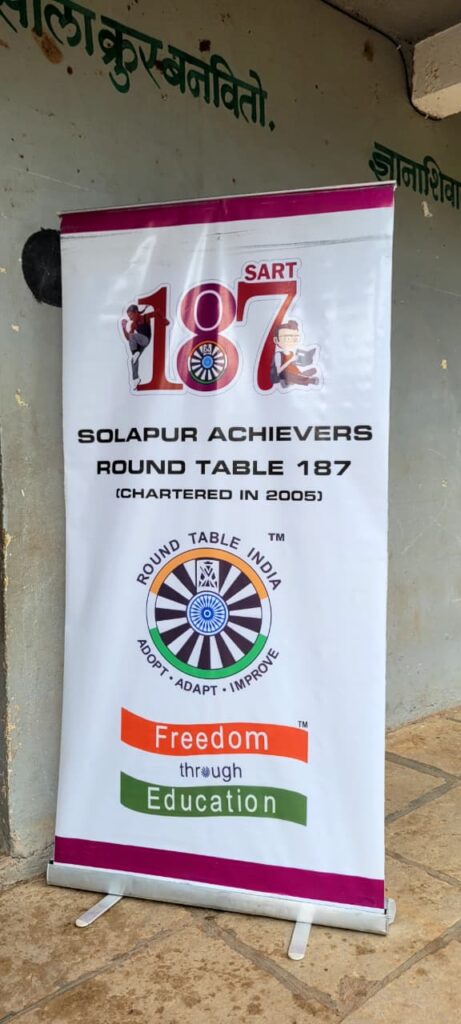 क्रुस बनवितो.
ज्ञानाशिवा
SART
187
SOLAPUR ACHIEVERS
ROUND TABLE 187
(CHARTERED IN 2005)
ROUND TABLE INDIA TM
ADOPT • ADAPT • IMPROVE
Freedom TM
through
Education